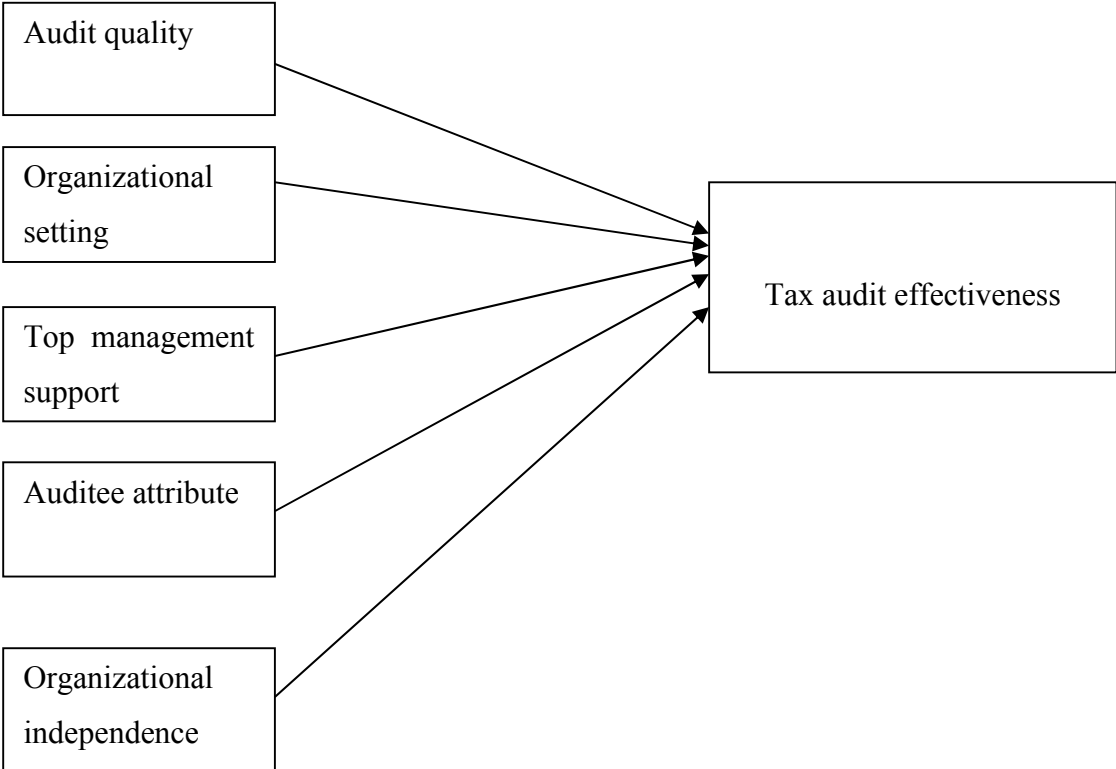 Audit quality
Organizational
setting
Top management
support
Auditee attribute
Organizational
independence
Tax audit effectiveness